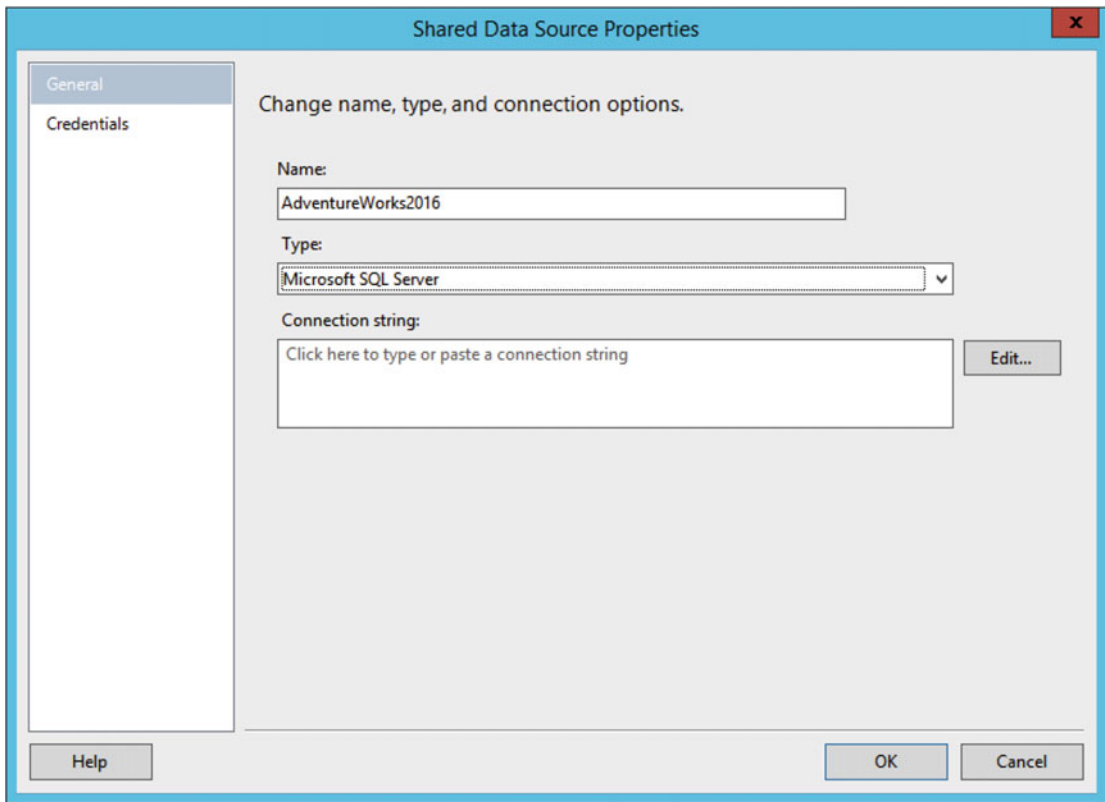 Shared Data Source Properties
x
General
Credentials
Change name, type, and connection options.
Name:
AdventureWorks2016
Type:
Microsoft SQL Server
Connection string:
Click here to type or paste a connection string
Edit...
Help
OK
Cancel